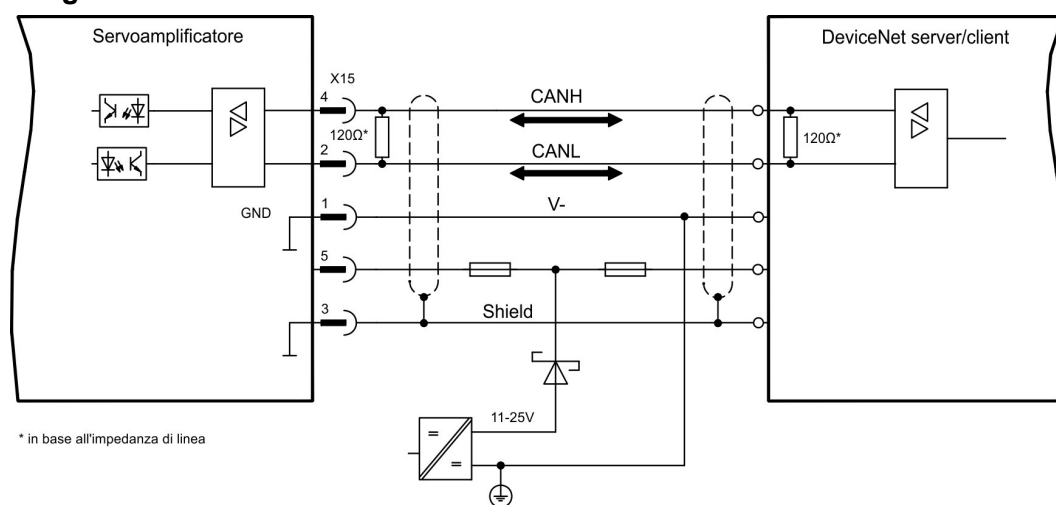 Servoamplificatore
DeviceNet server/client
X15
4
CANH
120Ω*
120Ω*
2
CANL
GND
1
V-
5
3
Shield
11-25V
* in base all'impedanza di linea